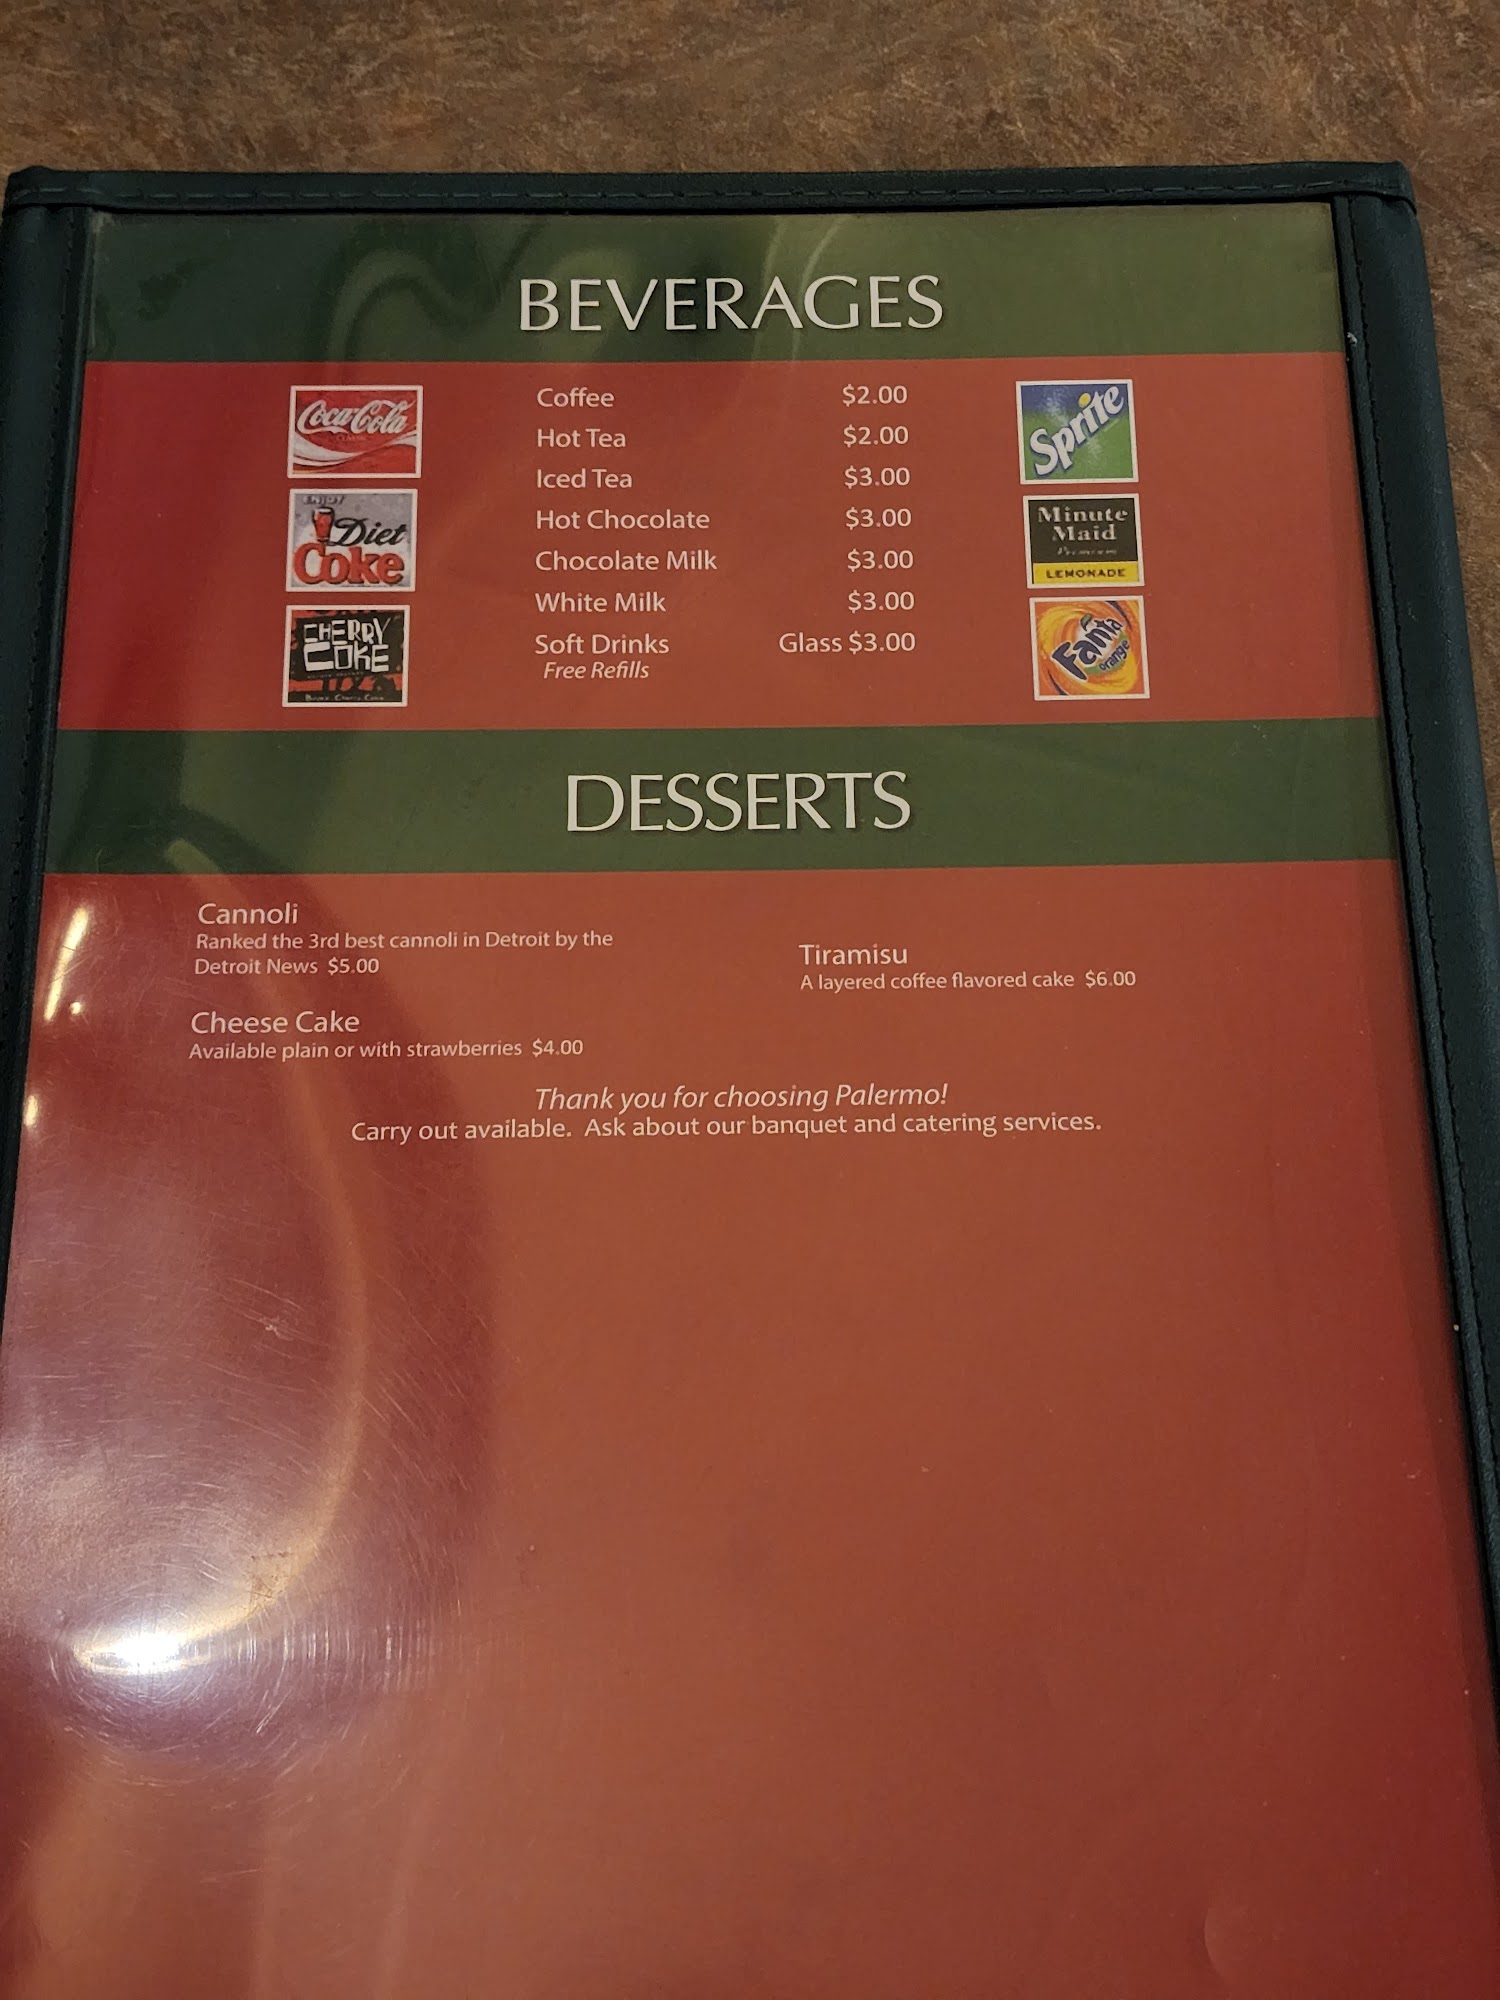 BEVERAGES
Coca-Cola
CLASSIC
ENJOY
Diet
Coke
CHERRY
COKE
Coffee $2.00
Hot Tea $2.00
Iced Tea $3.00
Hot Chocolate $3.00
Chocolate Milk $3.00
White Milk $3.00
Soft Drinks Glass $3.00
Free Refills
Sprite
Minute
Maid
Premium
LEMONADE
Fanta
orange
DESSERTS
Cannoli
Ranked the 3rd best cannoli in Detroit by the
Detroit News $5.00
Cheese Cake
Available plain or with strawberries $4.00
Tiramisu
A layered coffee flavored cake $6.00
Thank you for choosing Palermo!
Carry out available. Ask about our banquet and catering services.